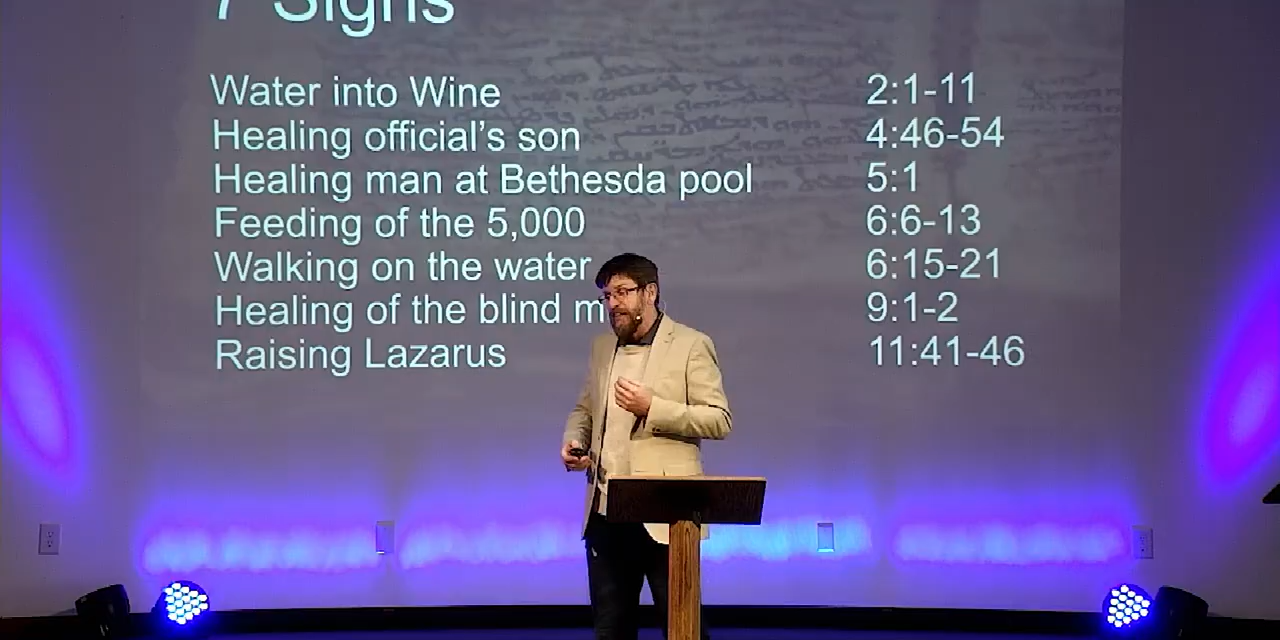 7 Signs
Water into Wine 2:1-11
Healing official's son 4:46-54
Healing man at Bethesda pool 5:1
Feeding of the 5,000 6:6-13
Walking on the water 6:15-21
Healing of the blind m 9:1-2
Raising Lazarus 11:41-46